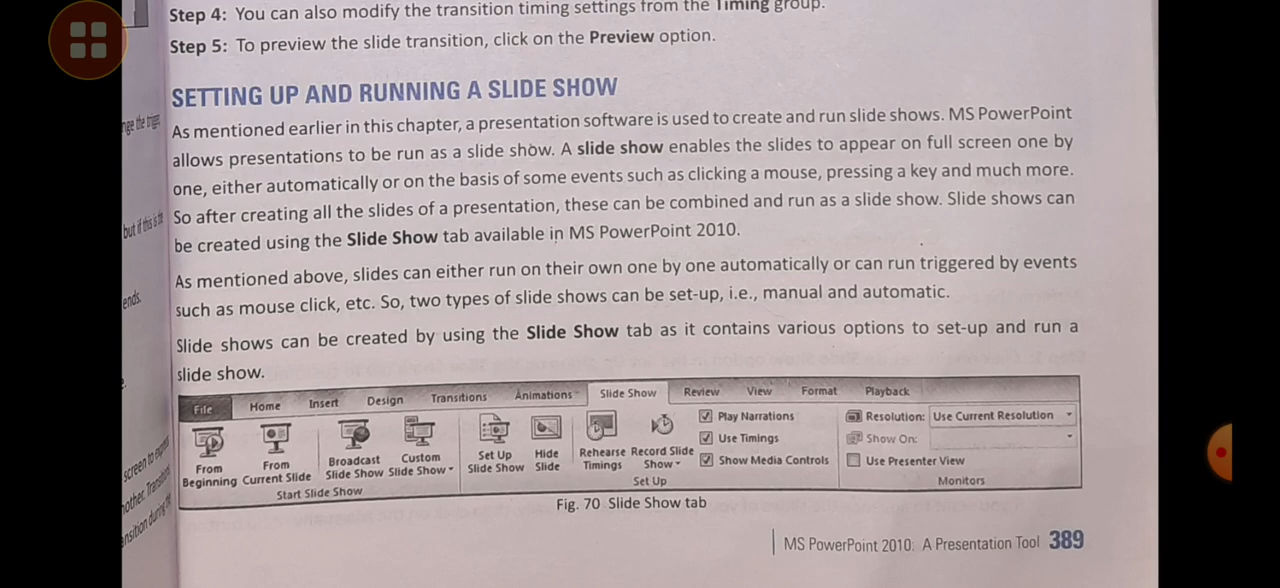 Step 4: You can also modify the transition timing settings from the Timing group.
Step 5: To preview the slide transition, click on the Preview option.
SETTING UP AND RUNNING A SLIDE SHOW
As mentioned earlier in this chapter, a presentation software is used to create and run slide shows. MS PowerPoint
allows presentations to be run as a slide show. A slide show enables the slides to appear on full screen one by
one, either automatically or on the basis of some events such as clicking a mouse, pressing a key and much more.
So after creating all the slides of a presentation, these can be combined and run as a slide show. Slide shows can
be created using the Slide Show tab available in MS PowerPoint 2010.
As mentioned above, slides can either run on their own one by one automatically or can run triggered by events
such as mouse click, etc. So, two types of slide shows can be set-up, i.e., manual and automatic.
Slide shows can be created by using the Slide Show tab as it contains various options to set-up and run a
slide show.
File Home Insert Design Transitions Animations Slide Show Review View Format Playback
From Beginning
From Current Slide
Broadcast Slide Show
Custom Slide Show
Start Slide Show
Set Up Slide Show
Hide Slide
Rehearse Timings
Record Slide Show
Play Narrations
Use Timings
Show Media Controls
Set Up
Resolution: Use Current Resolution
Show On:
Use Presenter View
Monitors
Fig. 70 Slide Show tab
MS PowerPoint 2010: A Presentation Tool 389
but if this is the
ends.
screen to